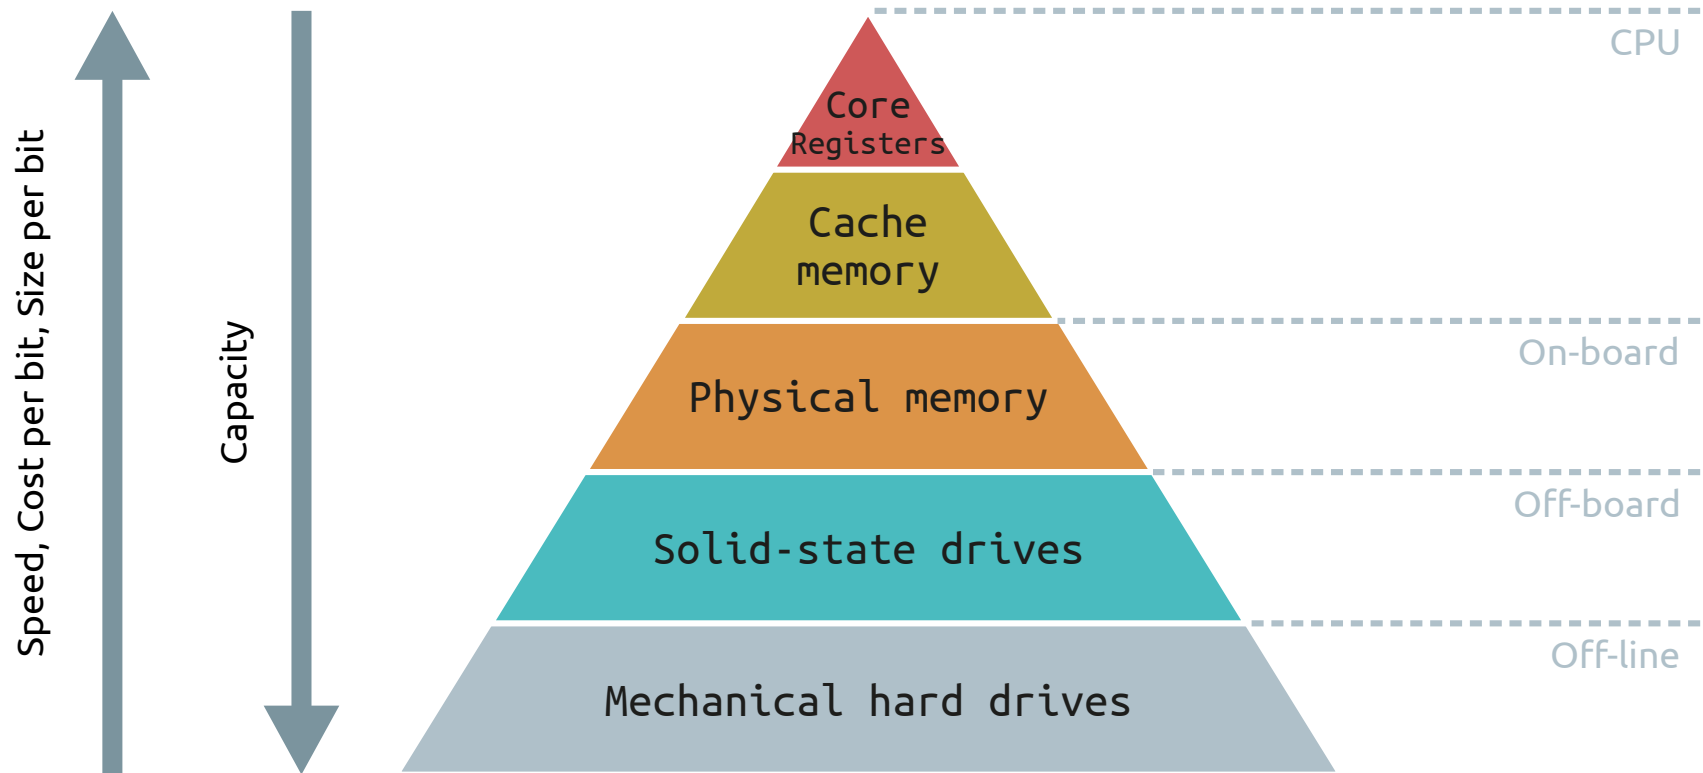 Speed, Cost per bit, Size per bit
Capacity
Core
Registers
Cache
memory
Physical memory
Solid-state drives
Mechanical hard drives
CPU
On-board
Off-board
Off-line